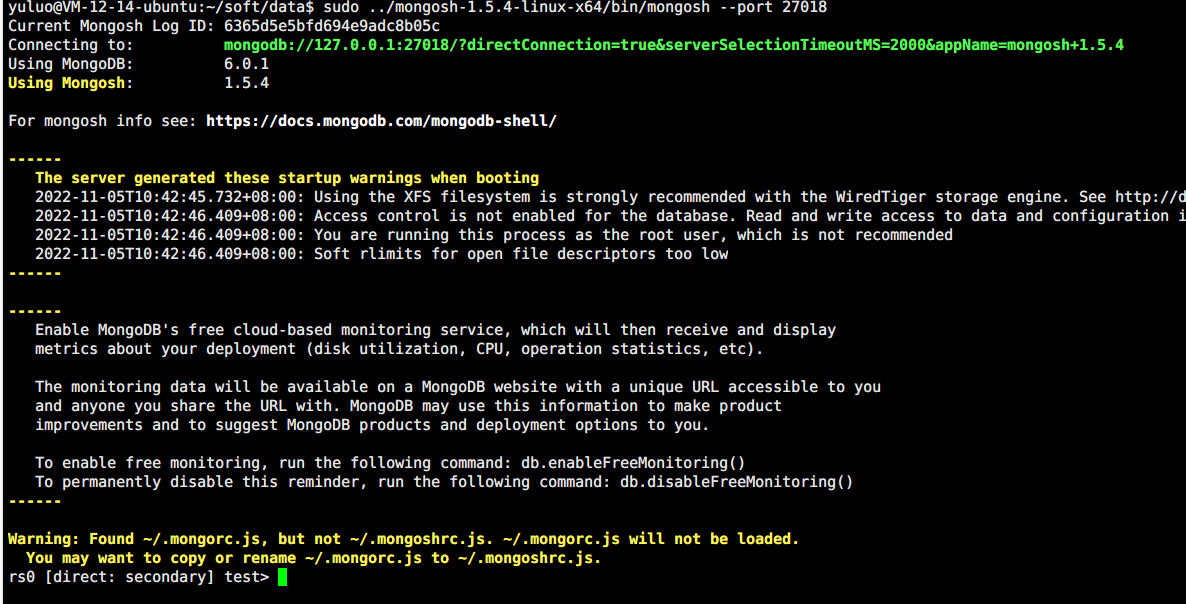 yuluo@VM-12-14-ubuntu:~/soft/data$ sudo ../mongosh-1.5.4-linux-x64/bin/mongosh --port 27018
Current Mongosh Log ID: 6365d5e5bfd694e9adc8b05c
Connecting to: mongodb://127.0.0.1:27018/?directConnection=true&serverSelectionTimeoutMS=2000&appName=mongosh+1.5.4
Using MongoDB: 6.0.1
Using Mongosh: 1.5.4
For mongosh info see: https://docs.mongodb.com/mongodb-shell/
------
The server generated these startup warnings when booting
2022-11-05T10:42:45.732+08:00: Using the XFS filesystem is strongly recommended with the WiredTiger storage engine. See http://d
2022-11-05T10:42:46.409+08:00: Access control is not enabled for the database. Read and write access to data and configuration i
2022-11-05T10:42:46.409+08:00: You are running this process as the root user, which is not recommended
2022-11-05T10:42:46.409+08:00: Soft rlimits for open file descriptors too low
------
------
Enable MongoDB's free cloud-based monitoring service, which will then receive and display
metrics about your deployment (disk utilization, CPU, operation statistics, etc).
The monitoring data will be available on a MongoDB website with a unique URL accessible to you
and anyone you share the URL with. MongoDB may use this information to make product
improvements and to suggest MongoDB products and deployment options to you.
To enable free monitoring, run the following command: db.enableFreeMonitoring()
To permanently disable this reminder, run the following command: db.disableFreeMonitoring()
------
Warning: Found ~/.mongorc.js, but not ~/.mongoshrc.js. ~/.mongorc.js will not be loaded.
You may want to copy or rename ~/.mongorc.js to ~/.mongoshrc.js.
rs0 [direct: secondary] test>